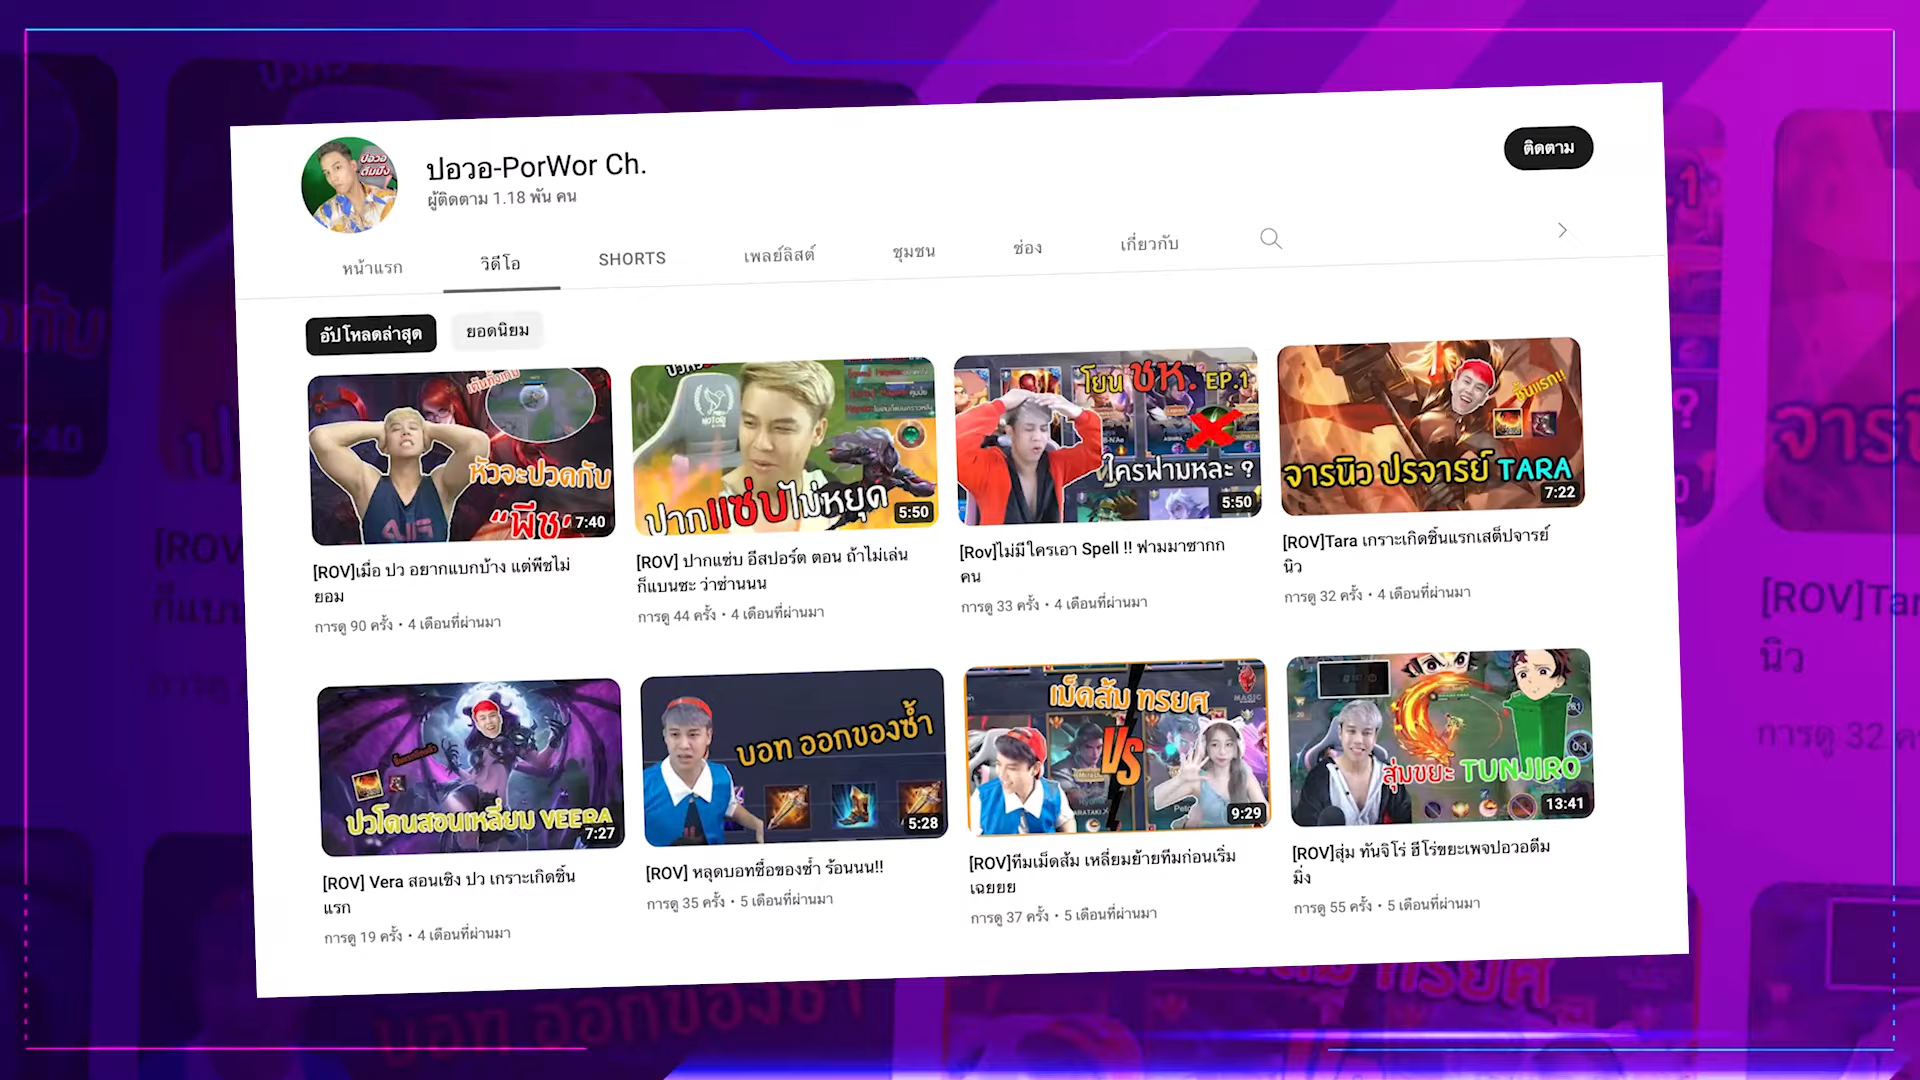 ปอวอ-PorWor Ch.
ผู้ติดตาม 1.18 พัน คน
ติดตาม
หน้าแรก
วิดีโอ
SHORTS
เพลย์ลิสต์
ชุมชน
ช่อง
เกี่ยวกับ
อัปโหลดล่าสุด
ยอดนิยม
หัวจะปวดกับ
"พีช"
7:40
ปากแซ่บไม่หยุด
5:50
โยน ชห. EP.1
ใครฟามหละ ?
5:50
ชิ้นแรก!!
จารนิว ปรจารย์ TARA
7:22
[ROV]เมื่อ ปว อยากแบกบ้าง แต่พีชไม่
ยอม
การดู 90 ครั้ง • 4 เดือนที่ผ่านมา
[ROV] ปากแซ่บ อีสปอร์ต ตอน ถ้าไม่เล่น
ก็แบนซะ ว่าซ่านนน
การดู 44 ครั้ง • 4 เดือนที่ผ่านมา
[Rov]ไม่มีใครเอา Spell !! ฟามมาซากก
คน
การดู 33 ครั้ง • 4 เดือนที่ผ่านมา
[ROV]Tara เกราะเกิดชิ้นแรกเสต็ปจารย์
นิว
การดู 32 ครั้ง • 4 เดือนที่ผ่านมา
ปวโดนสอนเหลี่ยม VEERA
7:27
บอท ออกของซ้ำ
5:28
เม็ดส้ม ทรยศ
VS
9:29
สุ่มขยะ TUNJIRO
13:41
[ROV] Vera สอนเชิง ปว เกราะเกิดชิ้น
แรก
การดู 19 ครั้ง • 4 เดือนที่ผ่านมา
[ROV] หลุดบอทซื้อของซ้ำ ร้อนนน!!
การดู 35 ครั้ง • 5 เดือนที่ผ่านมา
[ROV]ทีมเม็ดส้ม เหลี่ยมย้ายทีมก่อนเริ่ม
เฉยยย
การดู 37 ครั้ง • 5 เดือนที่ผ่านมา
[ROV]สุ่ม ทันจิโร่ ฮีโร่ขยะเพจปอวอตีม
มิ่ง
การดู 55 ครั้ง • 5 เดือนที่ผ่านมา